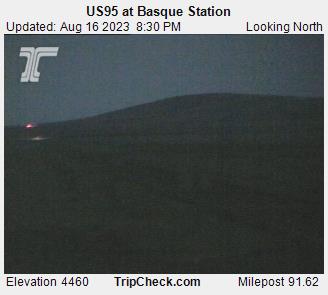 US95 at Basque Station
Updated: Aug 16 2023 8:30 PM Looking North
Elevation 4460 TripCheck.com Milepost 91.62